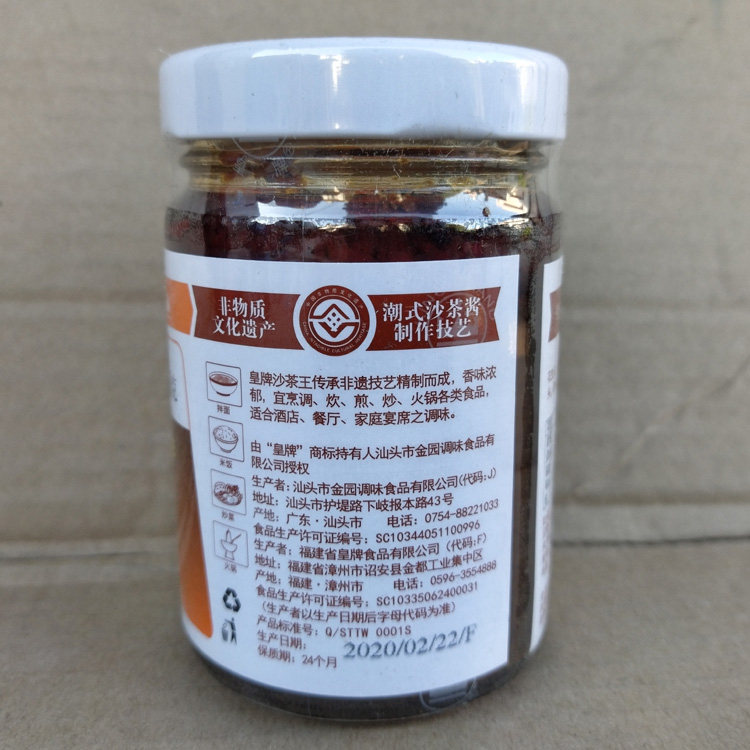 非物质
文化遗产
潮式沙茶酱
制作技艺
皇牌沙茶王传承非遗技艺精制而成，香味浓
郁，宜烹调、炊、煎、炒、火锅各类食品，
适合酒店、餐厅、家庭宴席之调味。
拌面
米饭
炒菜
火锅
由“皇牌”商标持有人汕头市金园调味食品有
限公司授权
生产者：汕头市金园调味食品有限公司(代码:J)
地址：汕头市护堤路下岐报本路43号
产地：广东·汕头市 电话：0754-88221033
食品生产许可证编号：SC10344051100996
生产者：福建省皇牌食品有限公司（代码:F）
地址：福建省漳州市诏安县金都工业集中区
产地：福建·漳州市 电话：0596-3554888
食品生产许可证编号：SC10335062400031
（生产者以生产日期后字母代码为准）
产品标准号：Q/STTW 0001S
生产日期：
2020/02/22/F
保质期：24个月